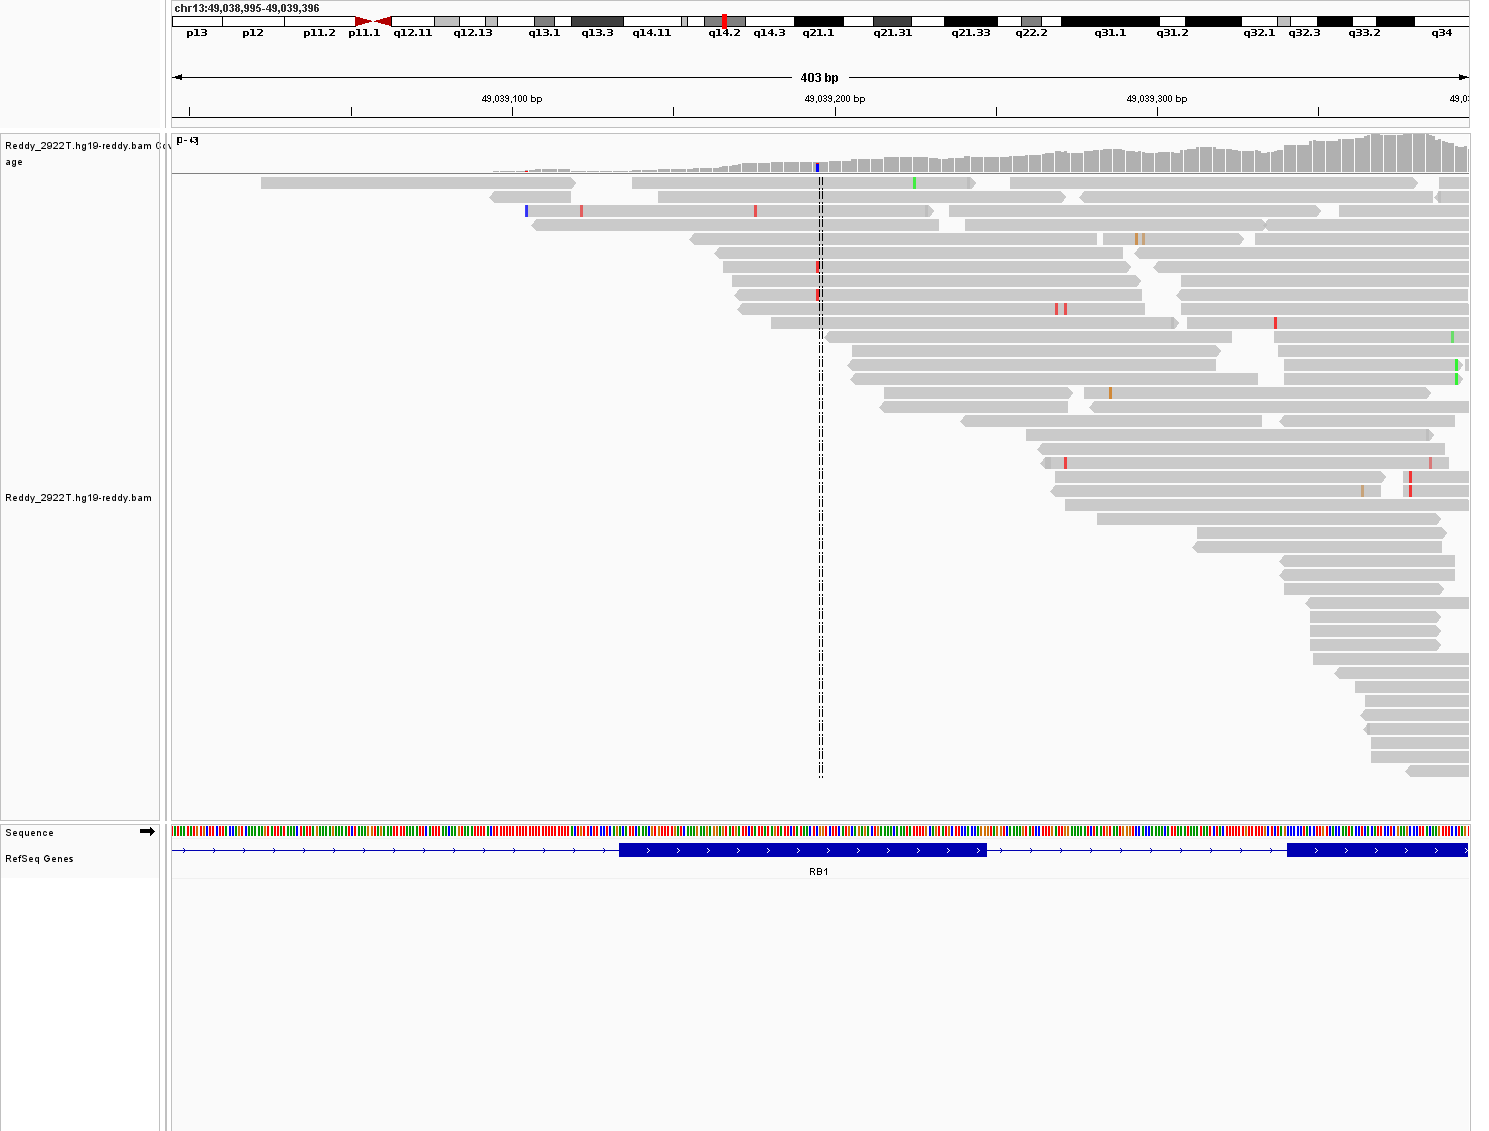 chr13:49,038,995-49,039,396
p13 p12 p11.2 p11.1 q12.11 q12.13 q13.1 q13.3 q14.11 q14.2 q14.3 q21.1 q21.31 q21.33 q22.2 q31.1 q31.2 q32.1 q32.3 q33.2 q34
403 bp
49,039,100 bp 49,039,200 bp 49,039,300 bp 49,03
Reddy_2922T.hg19-reddy.bam Cov
age
[0 - 43]
Reddy_2922T.hg19-reddy.bam
Sequence
RefSeq Genes
RB1